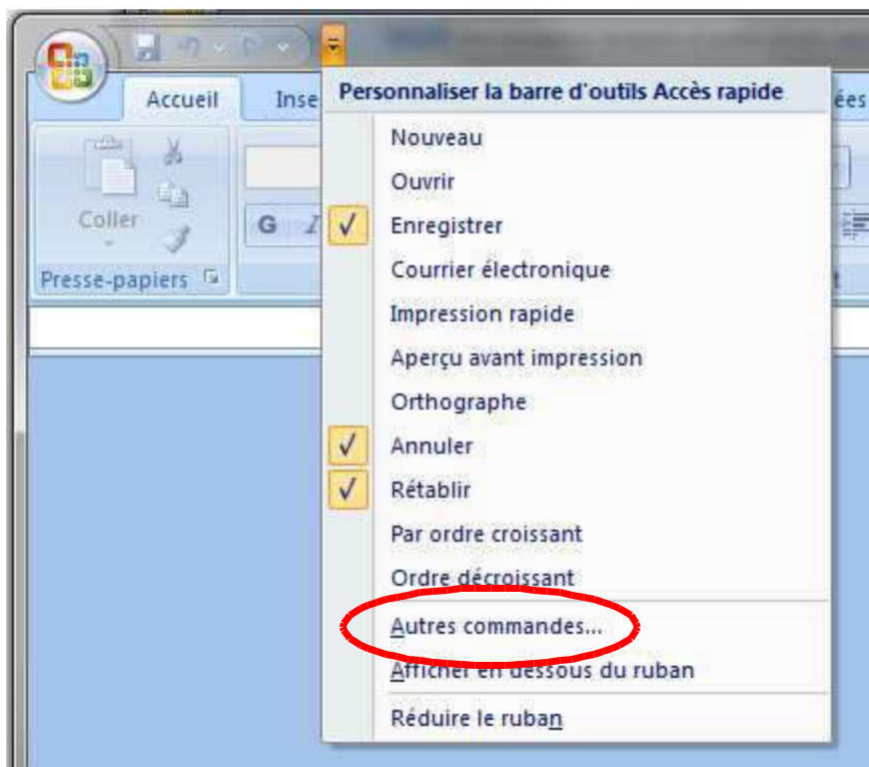 Personnaliser la barre d'outils Accès rapide
Accueil
Inse
ées
Nouveau
Ouvrir
Enregistrer
Courrier électronique
Impression rapide
Aperçu avant impression
Orthographe
Annuler
Rétablir
Par ordre croissant
Ordre décroissant
Autres commandes...
Afficher en dessous du ruban
Réduire le ruban
Coller
G I
Presse-papiers
t